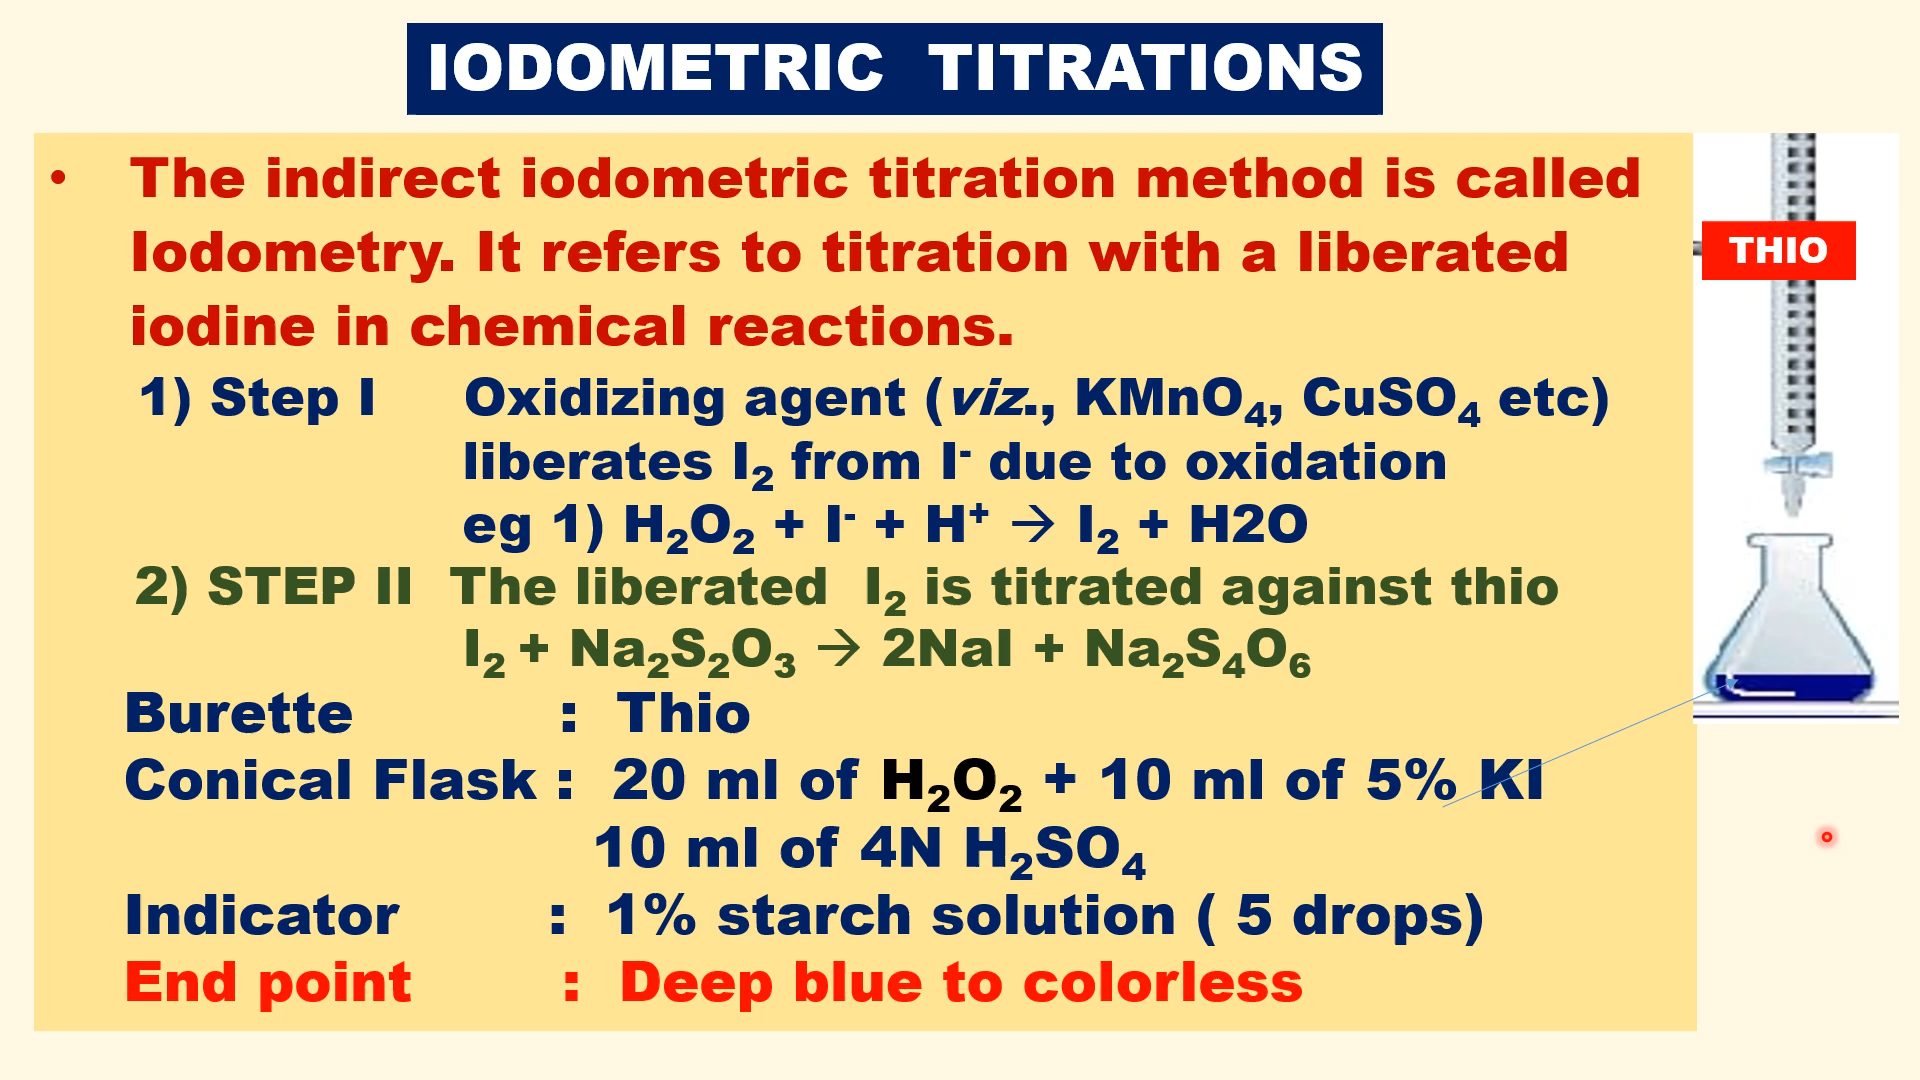 IODOMETRIC TITRATIONS
• The indirect iodometric titration method is called
Iodometry. It refers to titration with a liberated
iodine in chemical reactions.
THIO
1) Step I Oxidizing agent (viz., KMnO₄, CuSO₄ etc)
liberates I₂ from I⁻ due to oxidation
eg 1) H₂O₂ + I⁻ + H⁺ → I₂ + H2O
2) STEP II The liberated I₂ is titrated against thio
I₂ + Na₂S₂O₃ → 2NaI + Na₂S₄O₆
Burette : Thio
Conical Flask : 20 ml of H₂O₂ + 10 ml of 5% KI
10 ml of 4N H₂SO₄
Indicator : 1% starch solution ( 5 drops)
End point : Deep blue to colorless